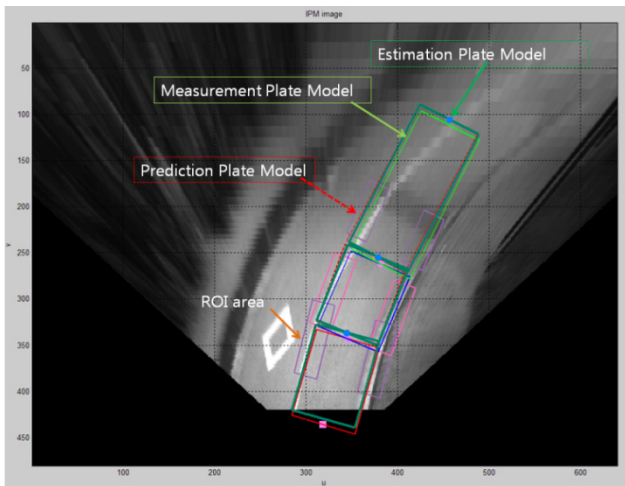 IPM image
Estimation Plate Model
Measurement Plate Model
Prediction Plate Model
ROI area
50
100
150
200
250
300
350
400
450
v
100
200
300
400
500
600
u